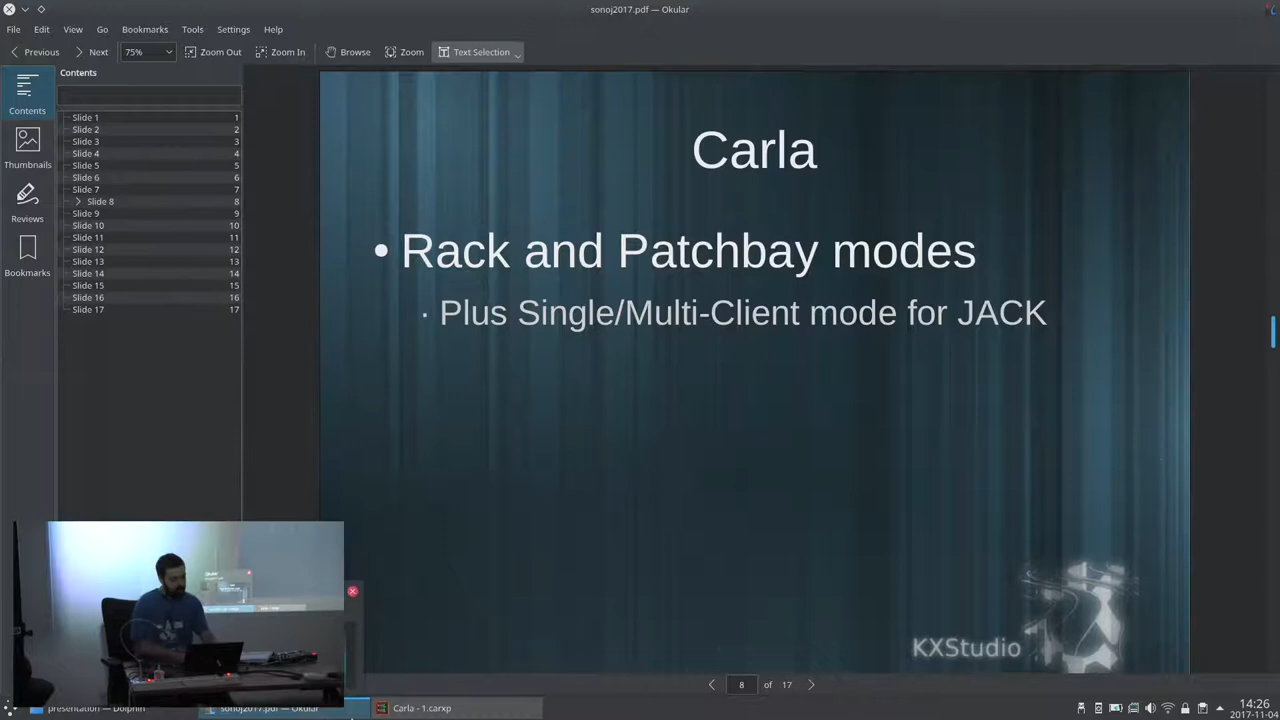 sonoj2017.pdf — Okular
File Edit View Go Bookmarks Tools Settings Help
Previous Next 75% Zoom Out Zoom In Browse Zoom Text Selection
Contents
Contents
Thumbnails
Reviews
Bookmarks
Slide 1 1
Slide 2 2
Slide 3 3
Slide 4 4
Slide 5 5
Slide 6 6
Slide 7 7
Slide 8 8
Slide 9 9
Slide 10 10
Slide 11 11
Slide 12 12
Slide 13 13
Slide 14 14
Slide 15 15
Slide 16 16
Slide 17 17
Carla
• Rack and Patchbay modes
· Plus Single/Multi-Client mode for JACK
KXStudio
8 of 17
presentation — Dolphin
sonoj2017.pdf — Okular
Carla - 1.carxp
14:26
2017-11-04